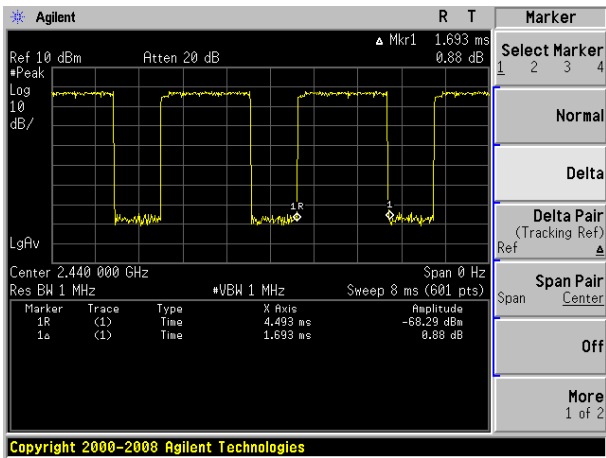 Agilent R T
Δ Mkr1 1.693 ms
Ref 10 dBm Atten 20 dB 0.88 dB
#Peak
Log
10
dB/
1R
1
LgAv
Center 2.440 000 GHz Span 0 Hz
Res BW 1 MHz #VBW 1 MHz Sweep 8 ms (601 pts)
Marker Trace Type X Axis Amplitude
1R (1) Time 4.493 ms -68.29 dBm
1Δ (1) Time 1.693 ms 0.88 dB
Copyright 2000-2008 Agilent Technologies
Marker
Select Marker
1 2 3 4
Normal
Delta
Delta Pair
(Tracking Ref)
Ref Δ
Span Pair
Span Center
Off
More
1 of 2